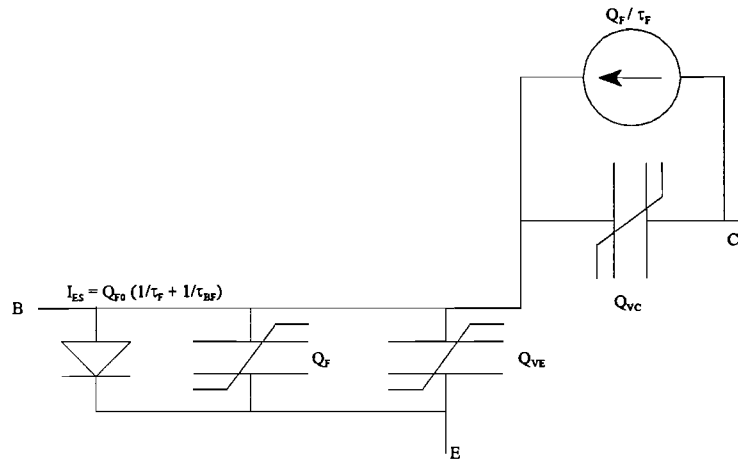 Q_F / τ_F
C
Q_VC
I_ES = Q_F0 (1/τ_F + 1/τ_BF)
B
Q_F
Q_VE
E